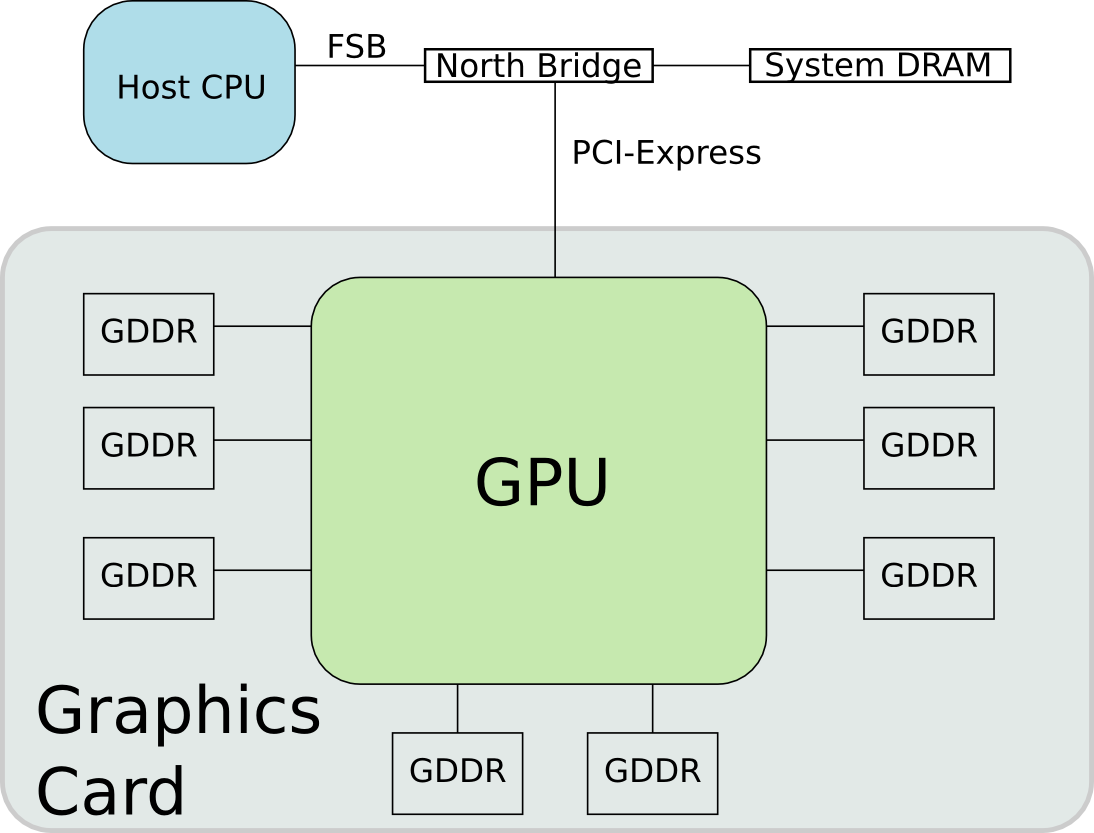 FSB
Host CPU
North Bridge
System DRAM
PCI-Express
GDDR
GDDR
GDDR
GDDR
GPU
GDDR
GDDR
Graphics
Card
GDDR
GDDR